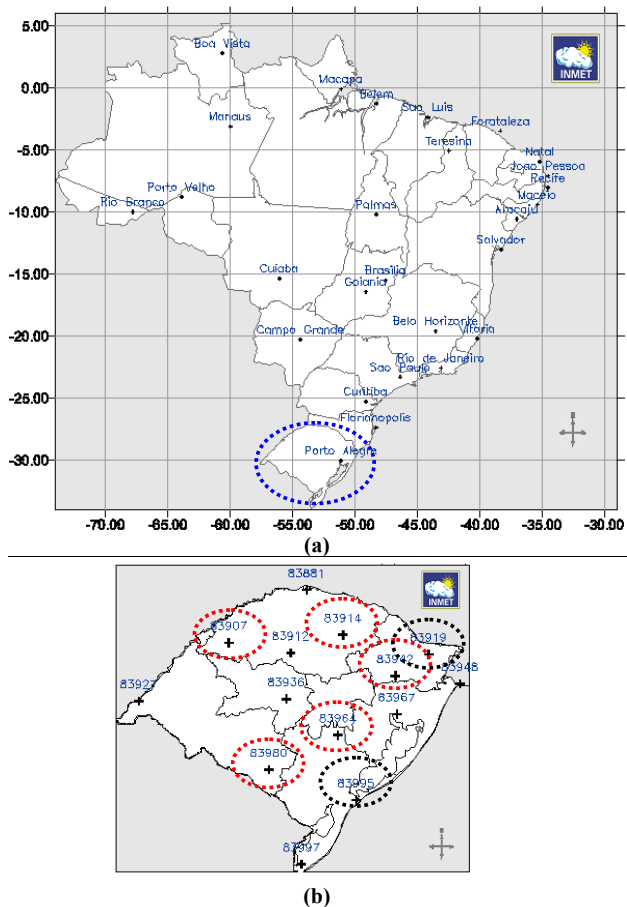 5.00
Boa Vista
INMET
0.00
Macapa
Belem
Sao Luis
Manaus
Forataleza
Teresina
-5.00
Natal
Joao Pessoa
Recife
Porto Velho
Maceio
Rio Branco
Palmas
Aracaju
-10.00
Salvador
-15.00
Cuiaba
Brasilia
Goiania
Belo Horizonte
Vitoria
Campo Grande
-20.00
Rio de Janeiro
Sao Paulo
-25.00
Curitiba
Florianopolis
Porto Alegre
-30.00
-70.00 -65.00 -60.00 -55.00 -50.00 -45.00 -40.00 -35.00 -29.00
(a)
83881
INMET
83907
83914
83912
83919
83942
83948
83936
83967
83964
83980
83995
83997
(b)